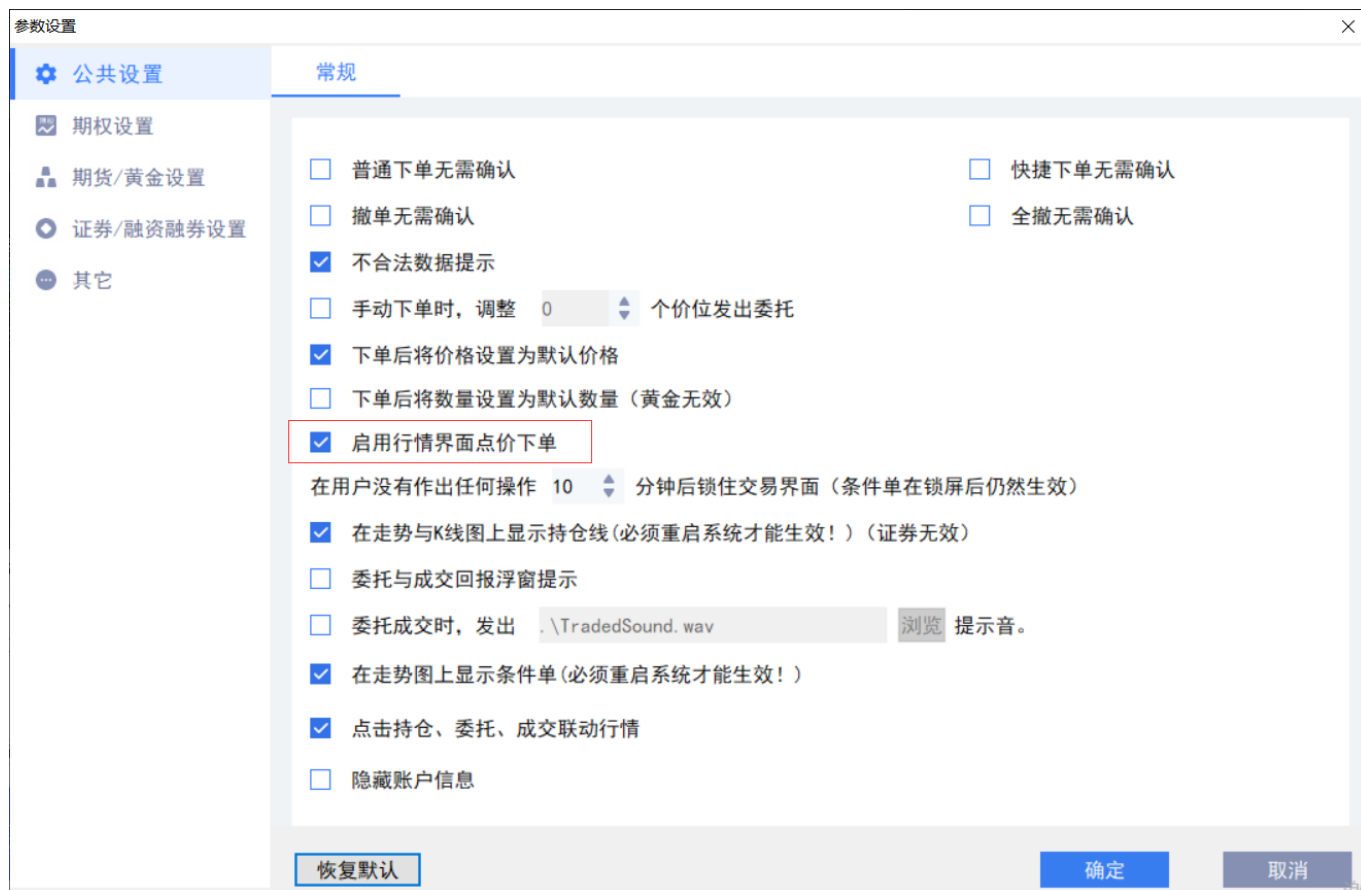 参数设置
公共设置
常规
期权设置
期货/黄金设置
证券/融资融券设置
其它
普通下单无需确认 快捷下单无需确认
撤单无需确认 全撤无需确认
不合法数据提示
手动下单时，调整 0 个价位发出委托
下单后将价格设置为默认价格
下单后将数量设置为默认数量（黄金无效）
启用行情界面点价下单
在用户没有作出任何操作 10 分钟后锁住交易界面（条件单在锁屏后仍然生效）
在走势与K线图上显示持仓线(必须重启系统才能生效！)（证券无效）
委托与成交回报浮窗提示
委托成交时，发出 .\TradedSound.wav 浏览 提示音。
在走势图上显示条件单(必须重启系统才能生效！)
点击持仓、委托、成交联动行情
隐藏账户信息
恢复默认 确定 取消